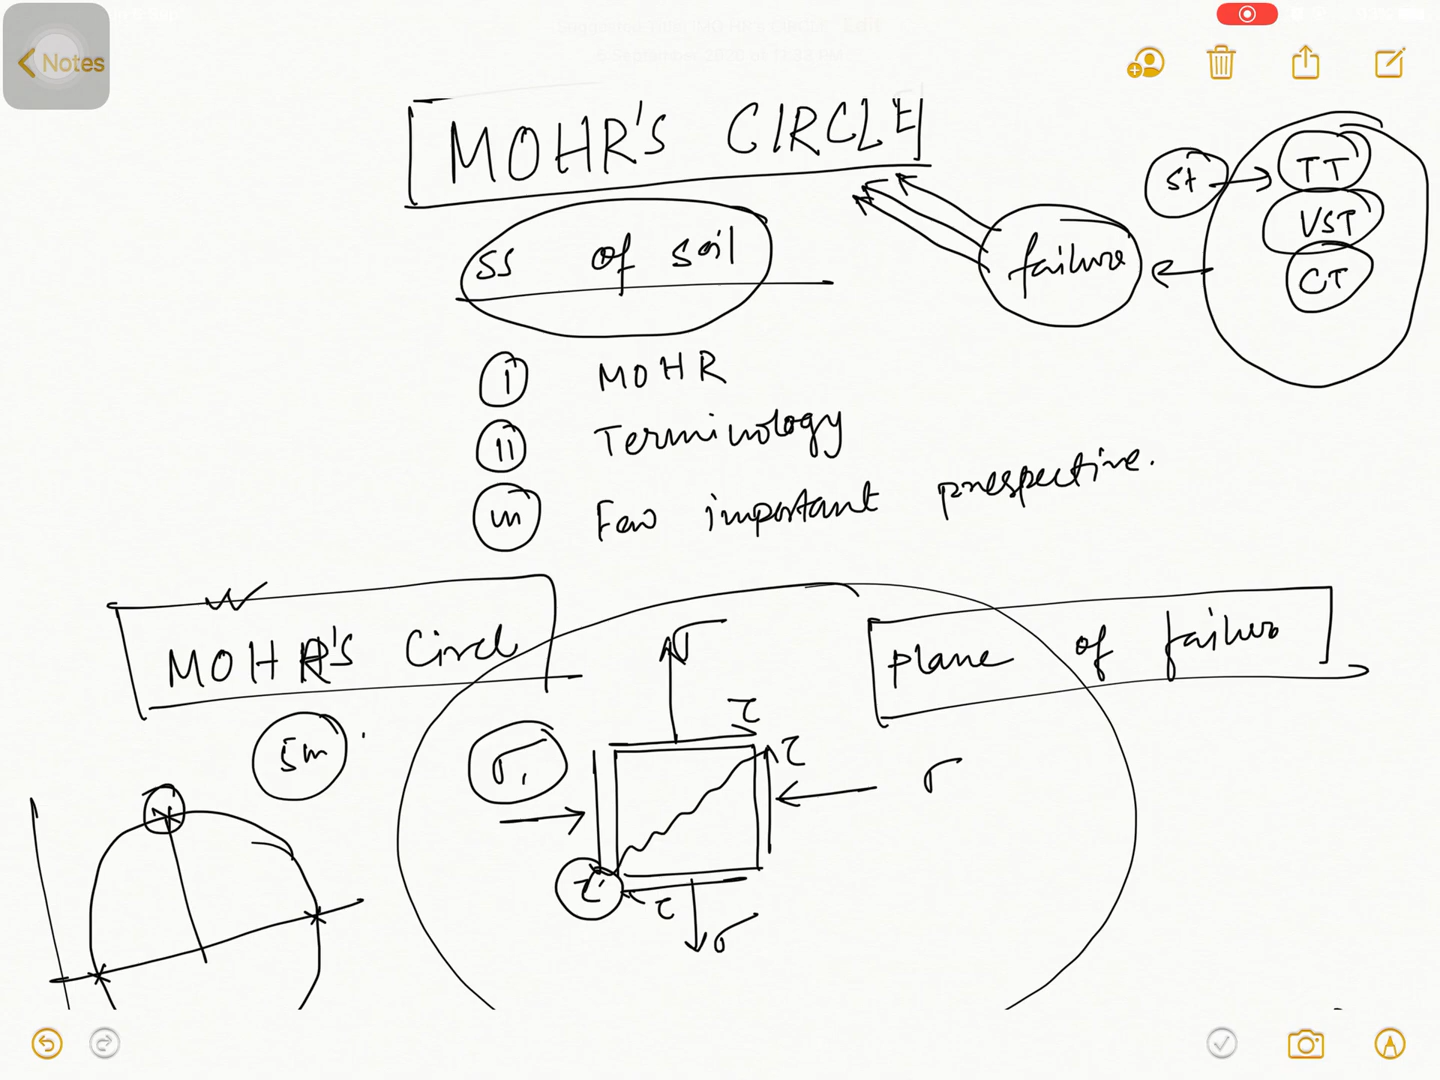 Notes
MOHR'S CIRCLE
St
TT
VST
CT
failure
SS of soil
i MOHR
ii Terminology
iii Few important prespective.
MOHR'S Circl
plane of failure
5m
σ
τ
τ
σ1
σ
τ
τ
σ